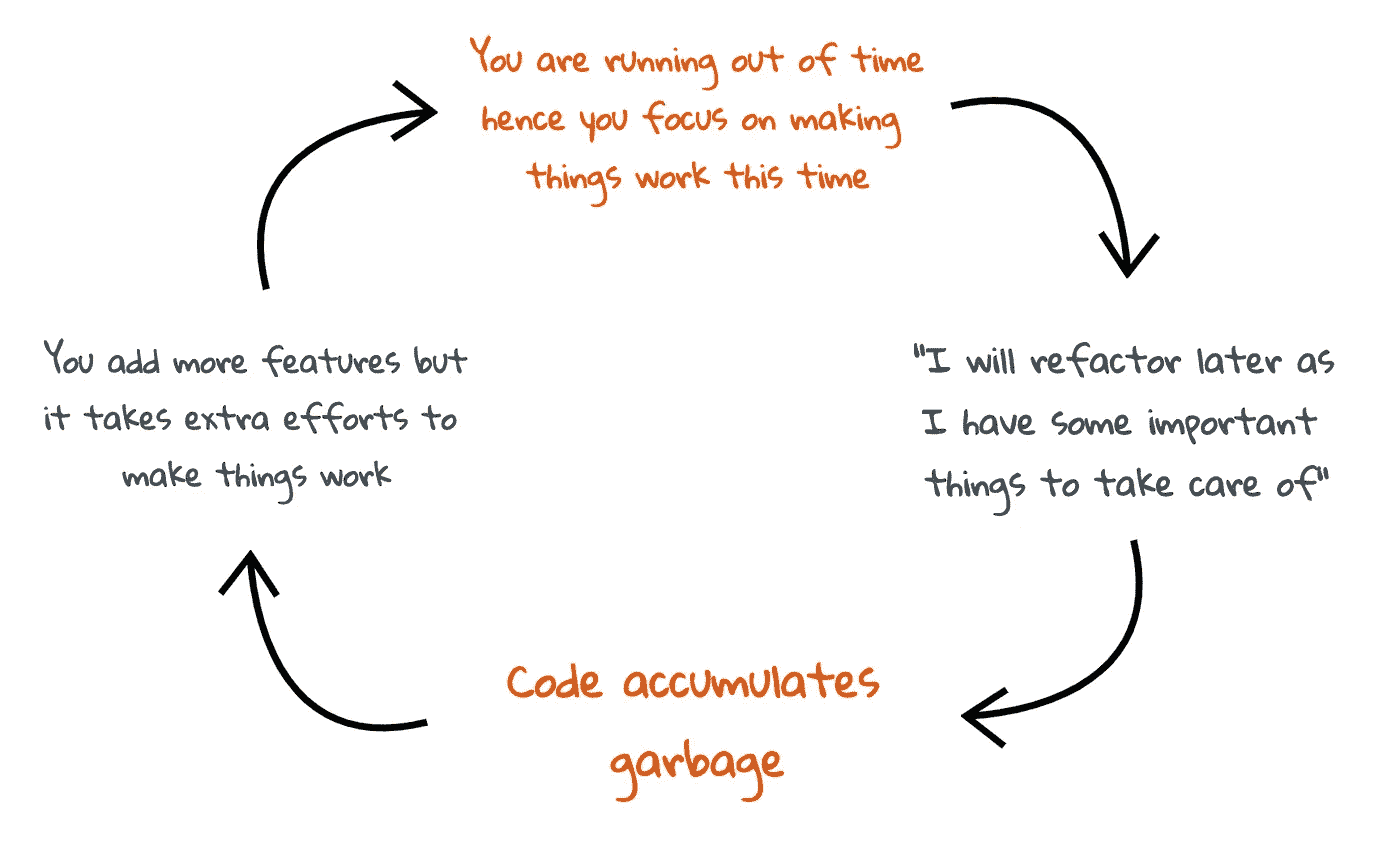 You are running out of time
hence you focus on making
things work this time
"I will refactor later as
I have some important
things to take care of"
Code accumulates
garbage
You add more features but
it takes extra efforts to
make things work